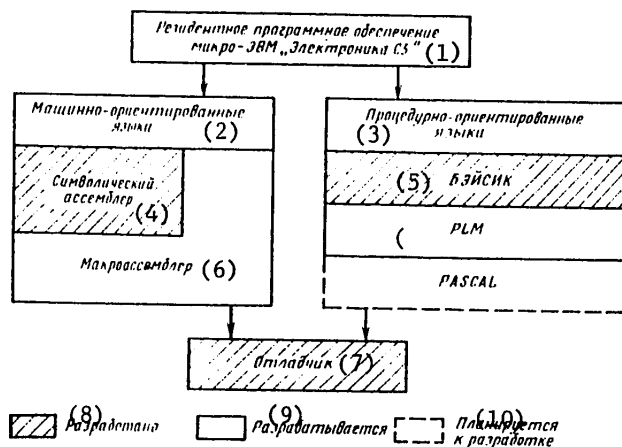 Резидентное программное обеспечение
микро-ЭВМ „Электроника С5" (1)
Машинно-ориентированные
языки (2)
Процедурно-ориентированные
(3) языки
Символический
ассемблер (4)
(5) БЭЙСИК
( PLM
Макроассемблер (6)
PASCAL
Отладчик (7)
(8) Разработано
(9) Разрабатывается
(10) Планируется
к разработке